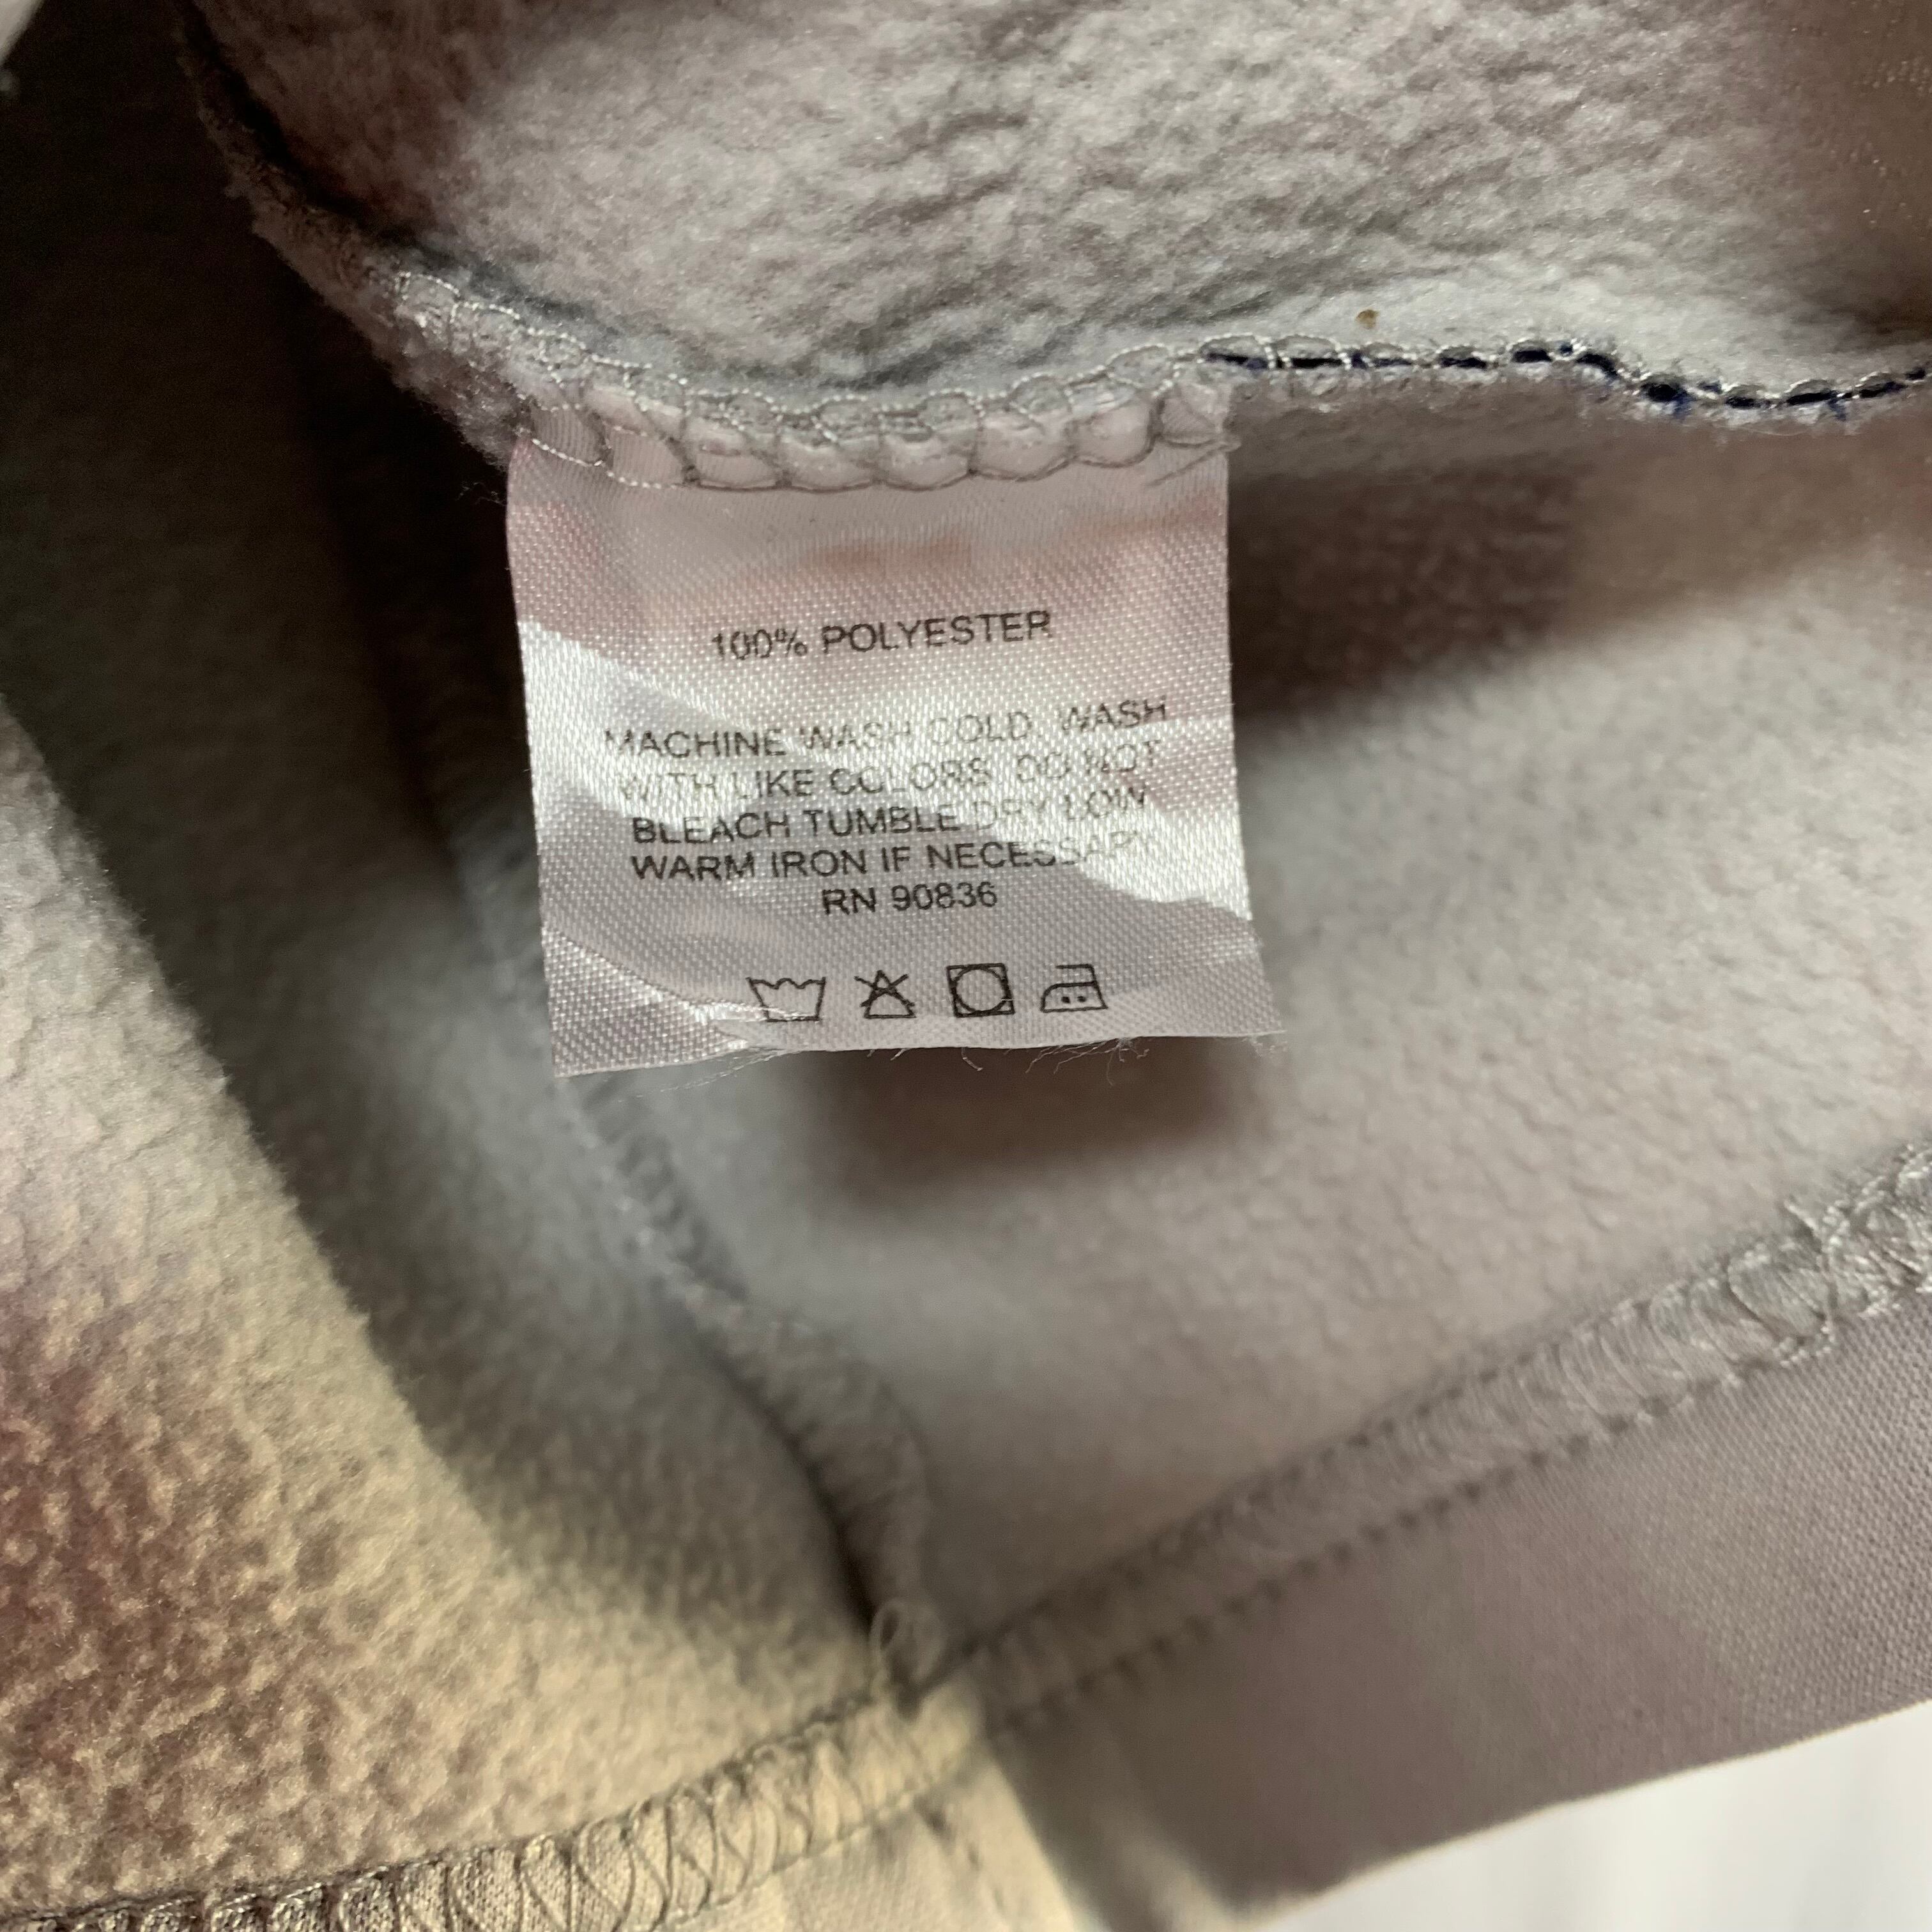 100% POLYESTER
MACHINE WASH COLD. WASH
WITH LIKE COLORS. DO NOT
BLEACH TUMBLE DRY LOW
WARM IRON IF NECESSARY
RN 90836